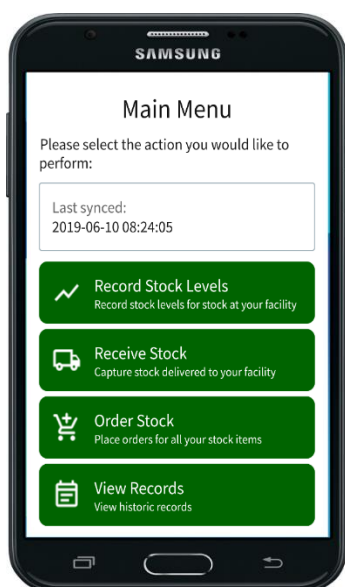 SAMSUNG
Main Menu
Please select the action you would like to
perform:
Last synced:
2019-06-10 08:24:05
Record Stock Levels
Record stock levels for stock at your facility
Receive Stock
Capture stock delivered to your facility
Order Stock
Place orders for all your stock items
View Records
View historic records